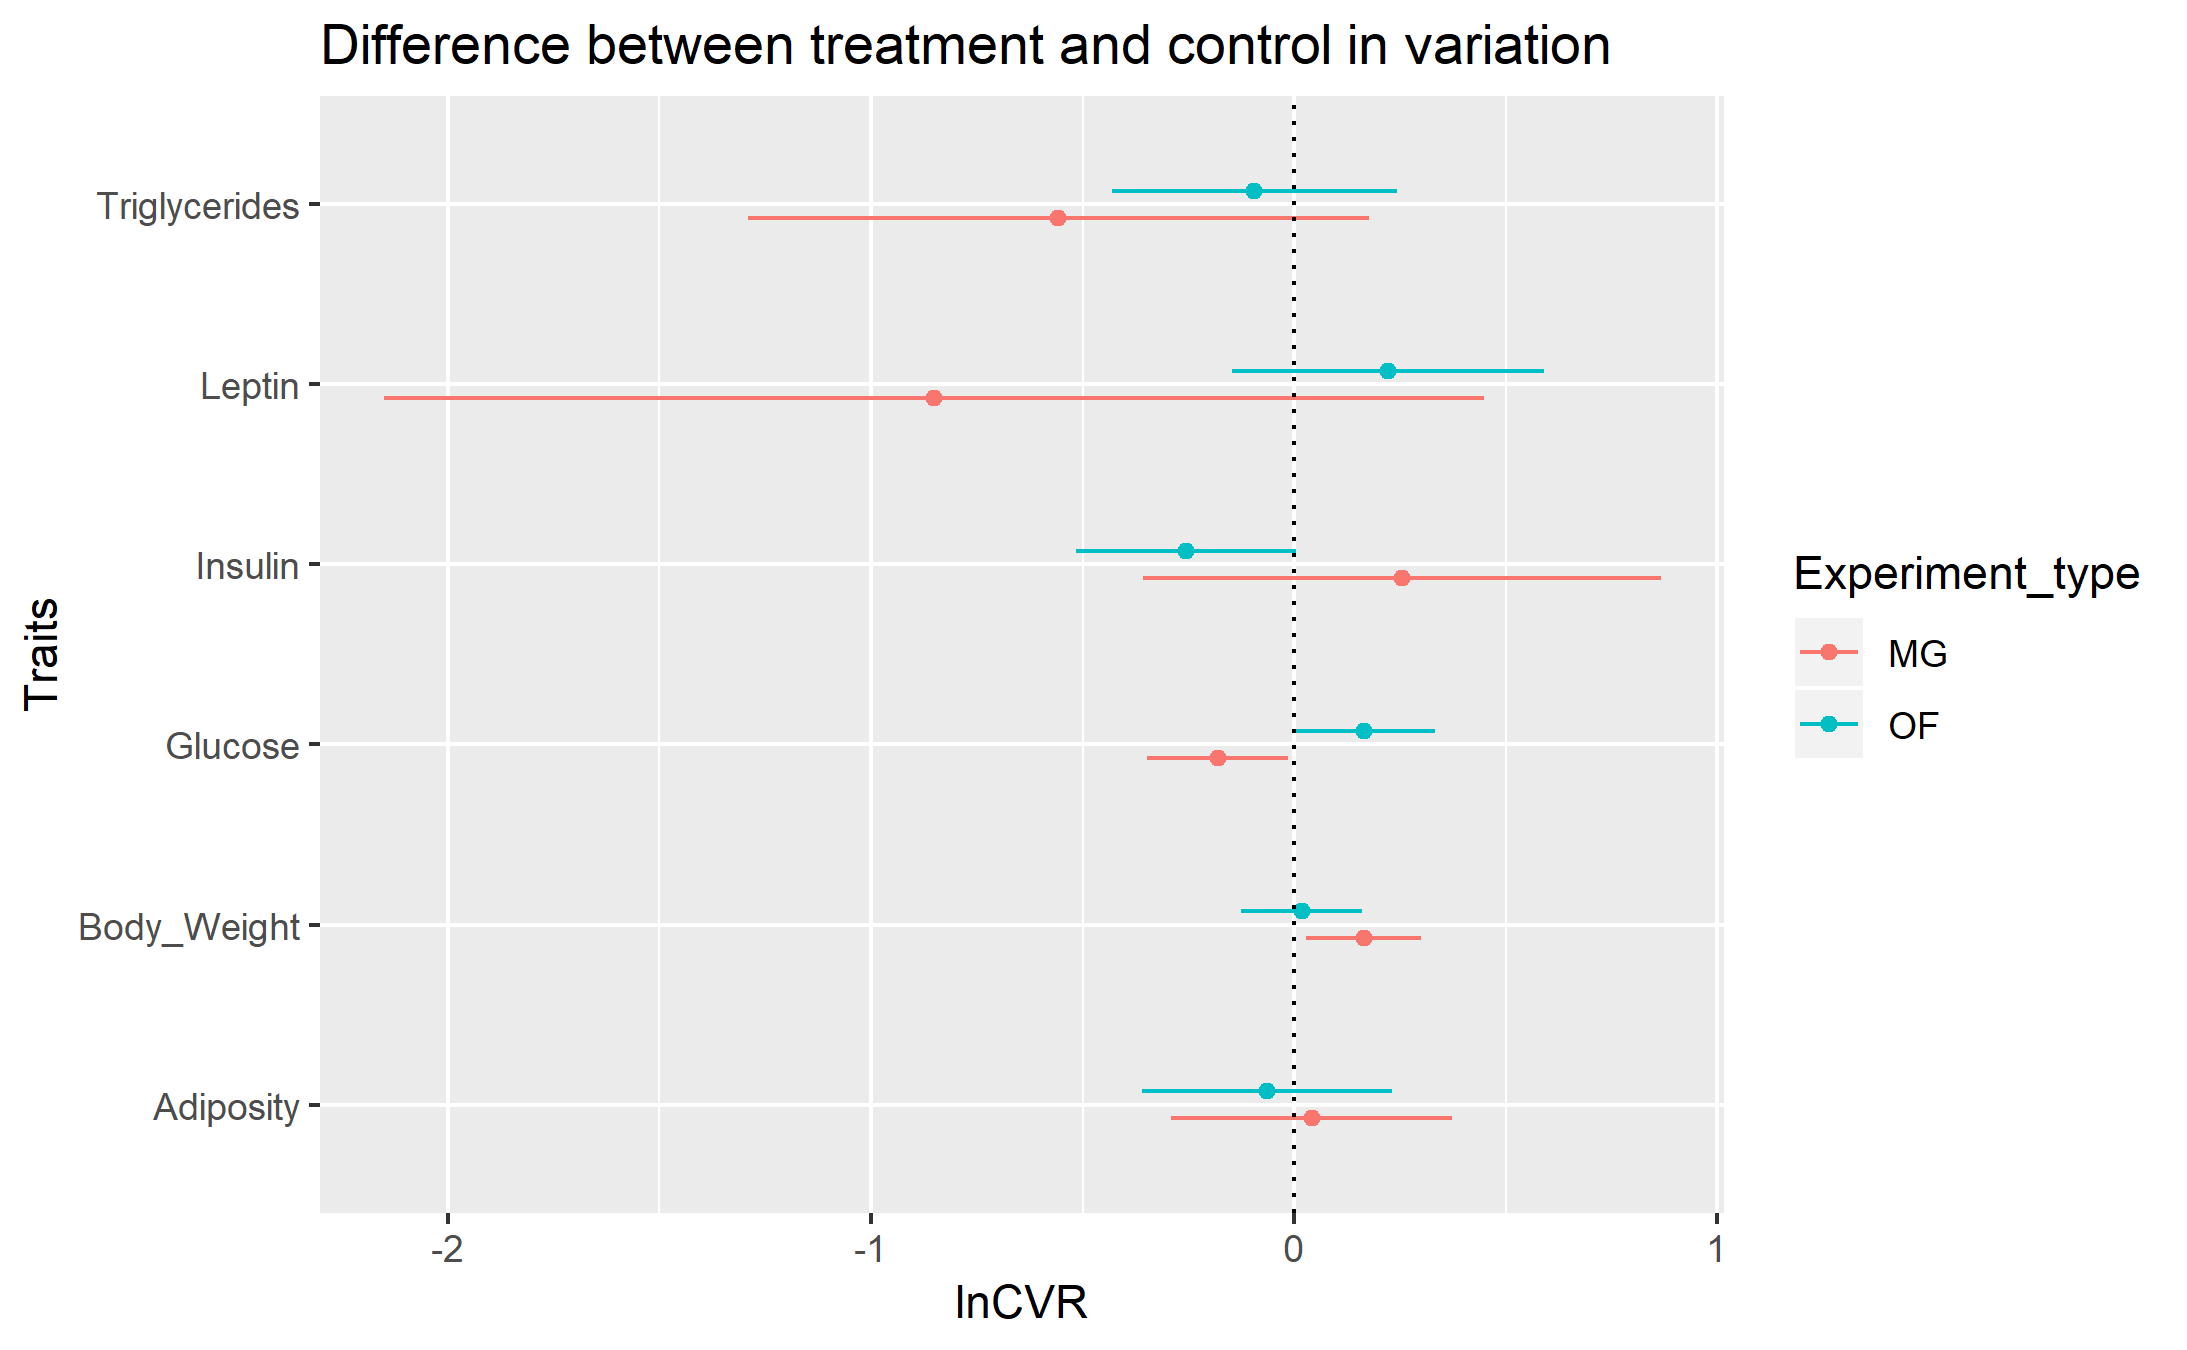 Difference between treatment and control in variation
Traits
Triglycerides
Leptin
Insulin
Glucose
Body_Weight
Adiposity
-2 -1 0 1
lnCVR
Experiment_type
MG
OF